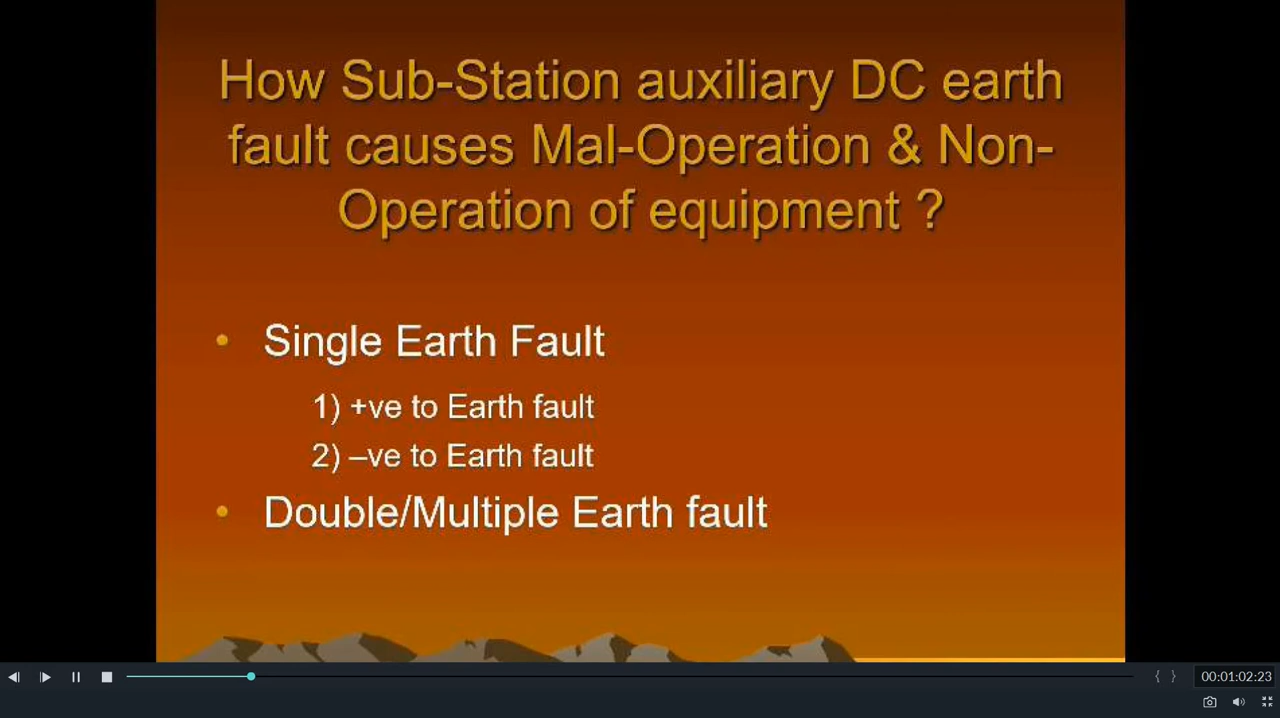 How Sub-Station auxiliary DC earth
fault causes Mal-Operation & Non-
Operation of equipment ?
• Single Earth Fault
1) +ve to Earth fault
2) –ve to Earth fault
• Double/Multiple Earth fault
{ } 00:01:02:23